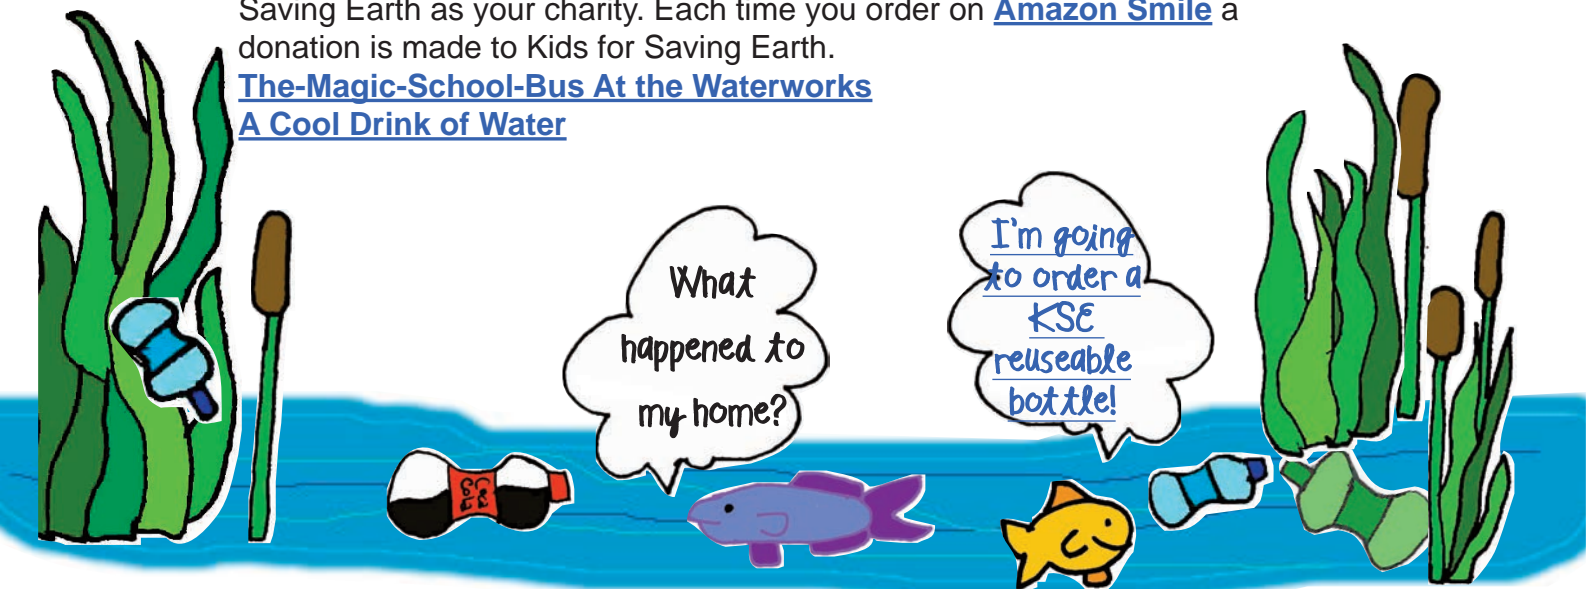 Saving Earth as your charity. Each time you order on Amazon Smile a
donation is made to Kids for Saving Earth.
The-Magic-School-Bus At the Waterworks
A Cool Drink of Water
What
happened to
my home?
I'm going
to order a
KSE
reuseable
bottle!